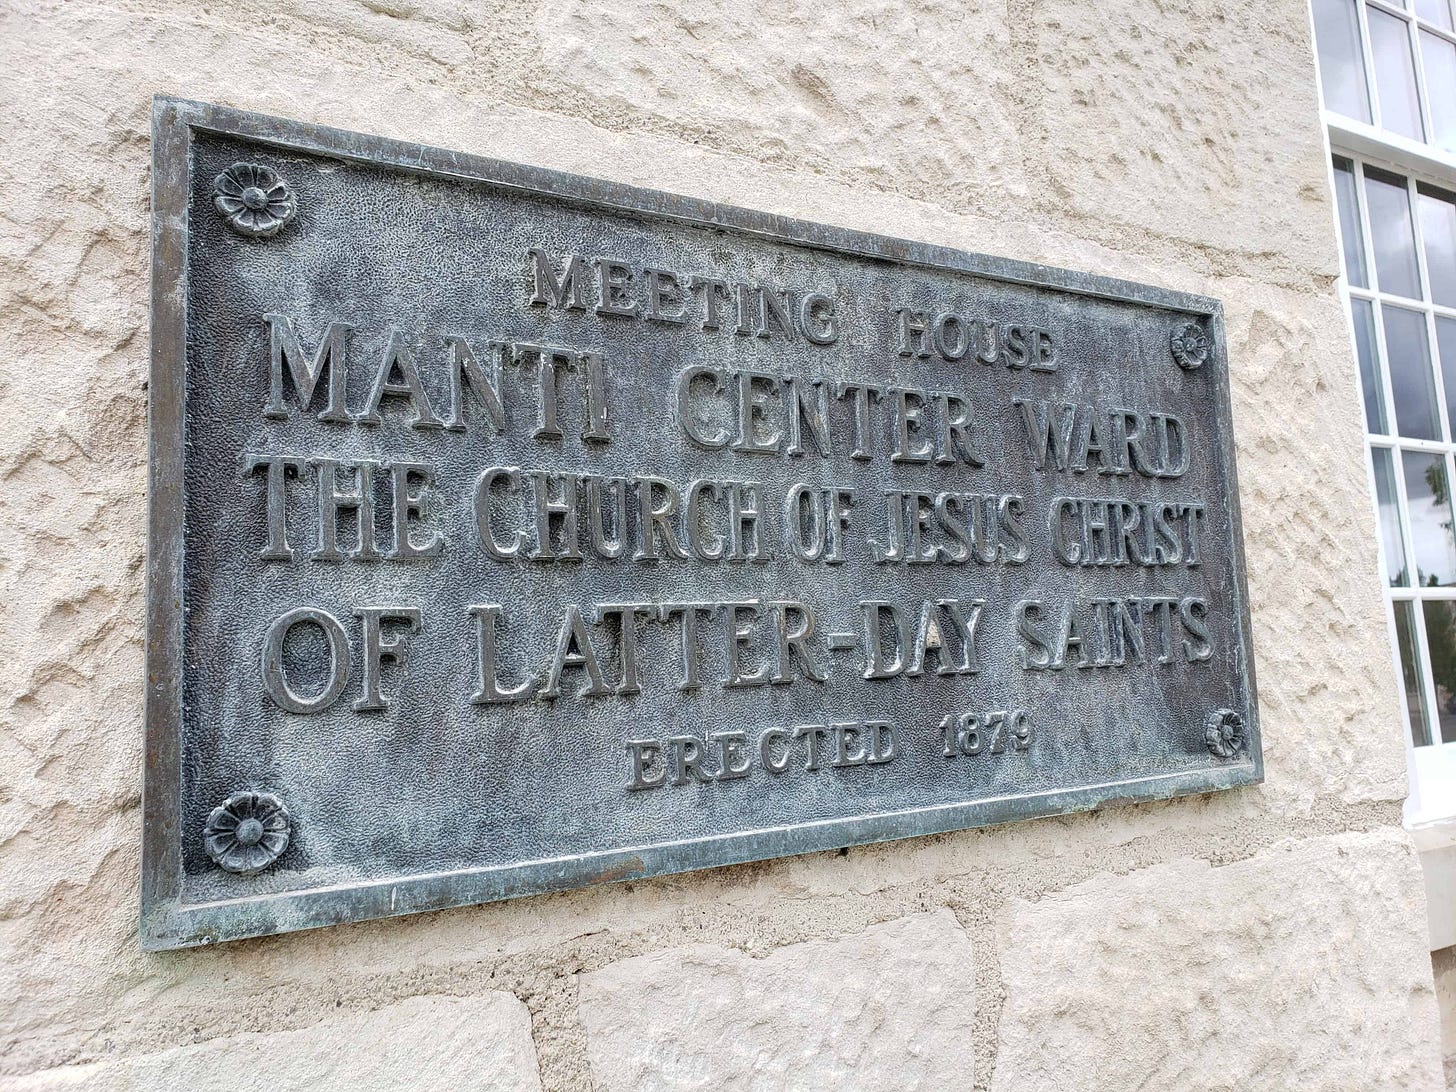 MEETING HOUSE
MANTI CENTER WARD
THE CHURCH OF JESUS CHRIST
OF LATTER-DAY SAINTS
ERECTED 1879